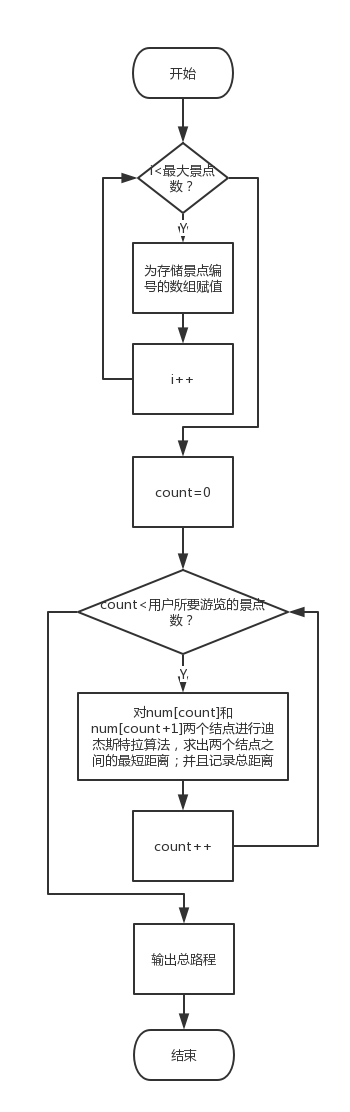 开始
i<最大景点
数？
Y
为存储景点编
号的数组赋值
i++
count=0
count<用户所要游览的景点
数？
Y
对num[count]和
num[count+1]两个结点进行迪
杰斯特拉算法，求出两个结点之
间的最短距离；并且记录总距离
count++
输出总路程
结束